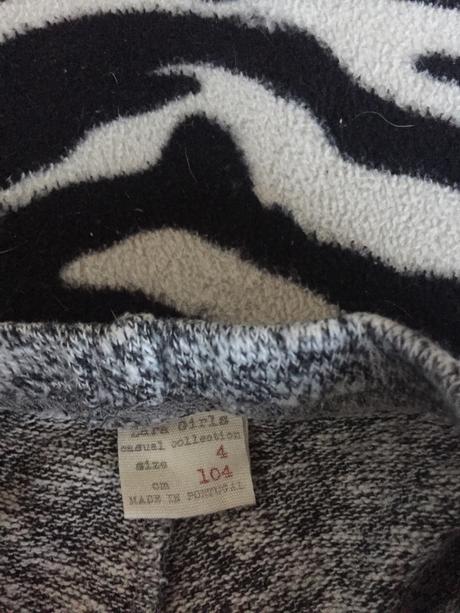 Zara Girls
casual collection
size 4
cm 104
MADE IN PORTUGAL